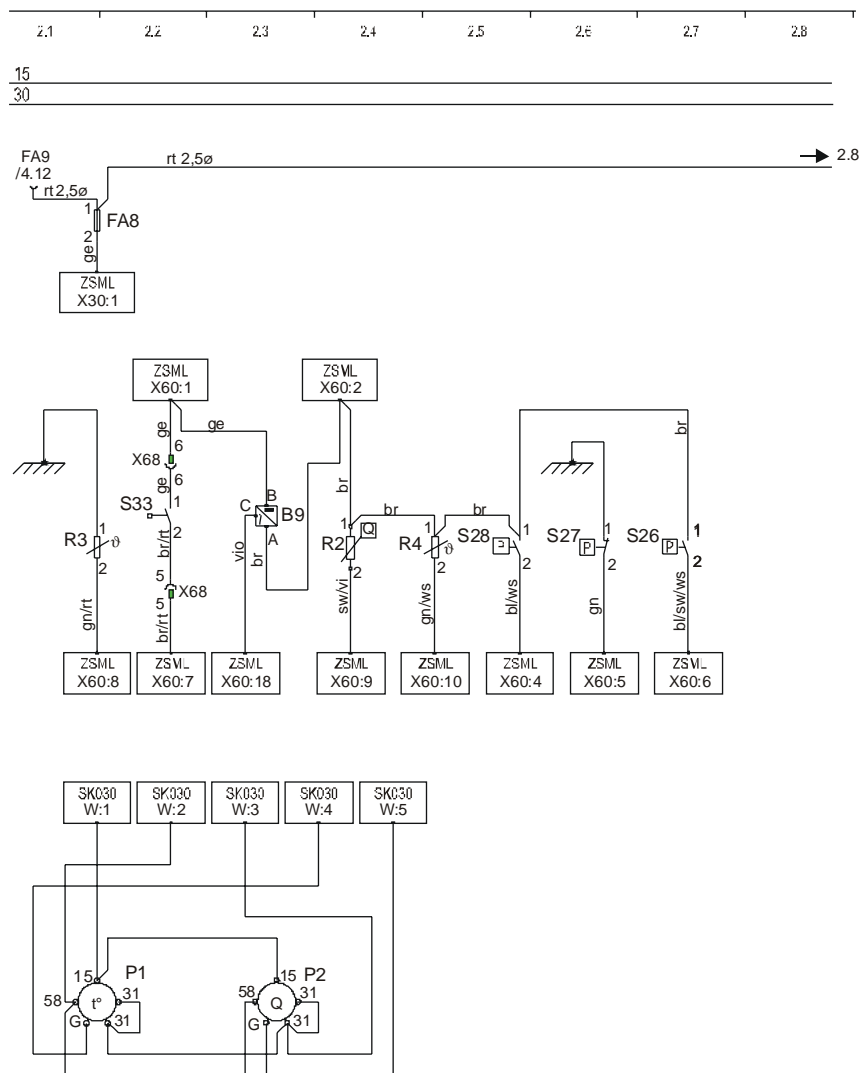 2.1 2.2 2.3 2.4 2.5 2.6 2.7 2.8
15
30
FA9
/4.12
rt 2,5ø
2.8
rt 2,5ø
1
FA8
2
ge
ZSML
X30:1
ZSML
X60:1
ZSML
X60:2
ge
ge
br
6
X68
6
ge
br
S33
1
2
br/rt
5
X68
5
br/rt
C
B
B9
A
vio
br
R3
1
ϑ
2
gn/rt
br
1
Q
R2
2
sw/vi
br
1
R4
ϑ
2
gn/ws
1
S28
P
2
bl/ws
1
S27
P
2
gn
1
S26
P
2
bl/sw/ws
ZSML
X60:8
ZSML
X60:7
ZSML
X60:18
ZSML
X60:9
ZSML
X60:10
ZSML
X60:4
ZSML
X60:5
ZSML
X60:6
SK030
W:1
SK030
W:2
SK030
W:3
SK030
W:4
SK030
W:5
15
P1
58
t°
31
G
31
15
P2
58
Q
31
G
31